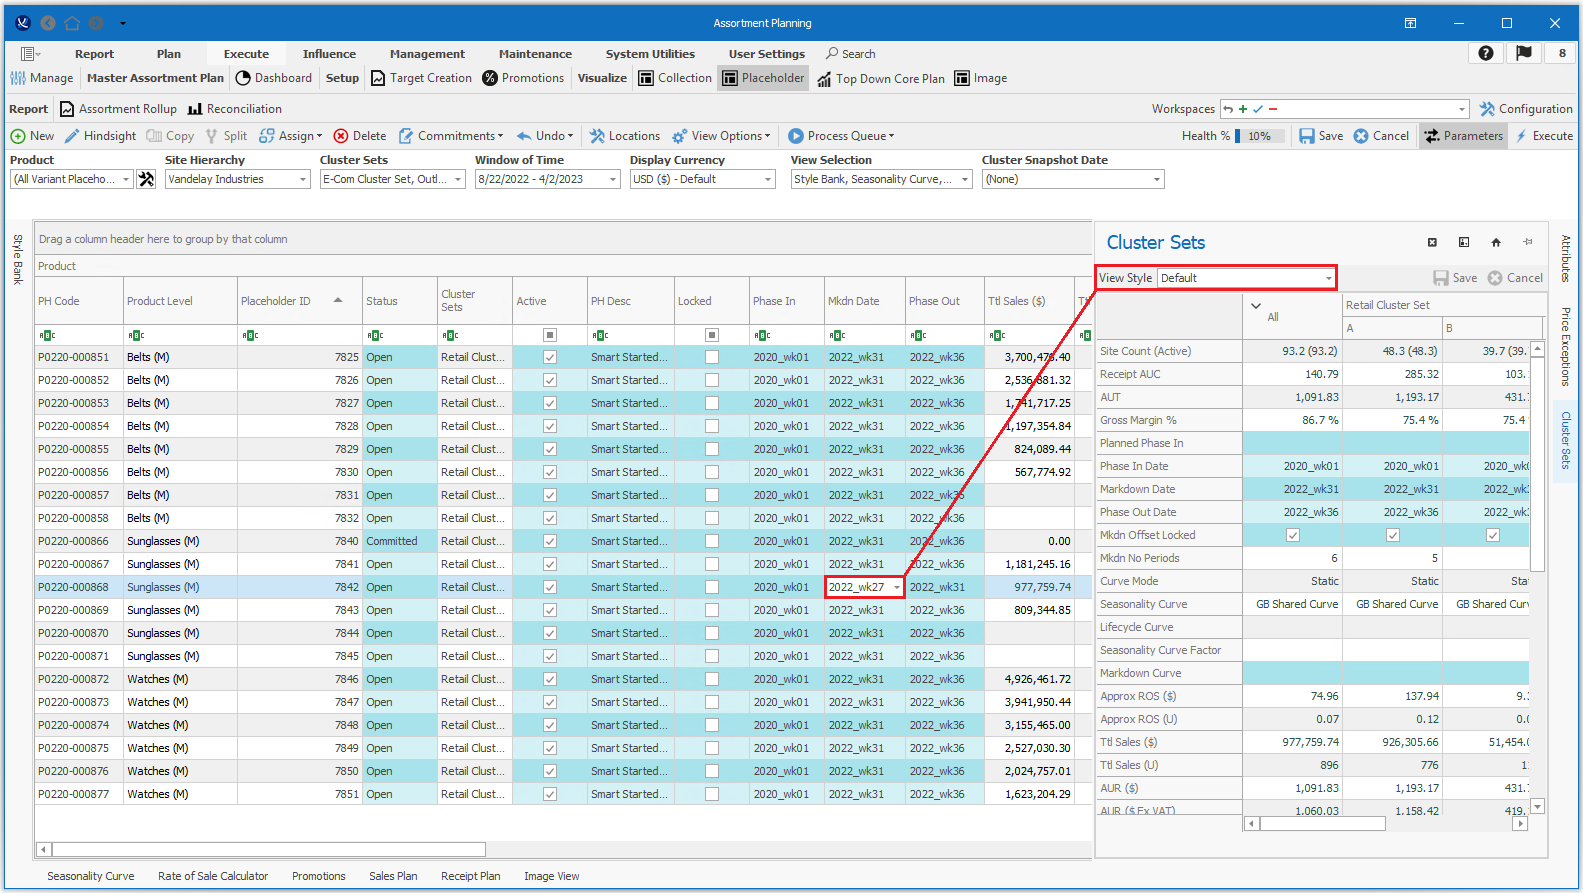 Assortment Planning
Report Plan Execute Influence Management Maintenance System Utilities User Settings Search 8
Manage Master Assortment Plan Dashboard Setup Target Creation Promotions Visualize Collection Placeholder Top Down Core Plan Image
Report Assortment Rollup Reconciliation Workspaces Configuration
New Hindsight Copy Split Assign Delete Commitments Undo Locations View Options Process Queue Health % 10% Save Cancel Parameters Execute
Product Site Hierarchy Cluster Sets Window of Time Display Currency View Selection Cluster Snapshot Date
(All Variant Placeho... Vandelay Industries E-Com Cluster Set, Outl... 8/22/2022 - 4/2/2023 USD ($) - Default Style Bank, Seasonality Curve,... (None)
Style Bank
Drag a column header here to group by that column
Product
PH Code Product Level Placeholder ID Status Cluster Sets Active PH Desc Locked Phase In Mkdn Date Phase Out Ttl Sales ($)
P0220-000851 Belts (M) 7825 Open Retail Clust... Smart Started... 2020_wk01 2022_wk31 2022_wk36 3,700,473.40
P0220-000852 Belts (M) 7826 Open Retail Clust... Smart Started... 2020_wk01 2022_wk31 2022_wk36 2,536,881.32
P0220-000853 Belts (M) 7827 Open Retail Clust... Smart Started... 2020_wk01 2022_wk31 2022_wk36 1,741,717.25
P0220-000854 Belts (M) 7828 Open Retail Clust... Smart Started... 2020_wk01 2022_wk31 2022_wk36 1,197,354.84
P0220-000855 Belts (M) 7829 Open Retail Clust... Smart Started... 2020_wk01 2022_wk31 2022_wk36 824,089.44
P0220-000856 Belts (M) 7830 Open Retail Clust... Smart Started... 2020_wk01 2022_wk31 2022_wk36 567,774.92
P0220-000857 Belts (M) 7831 Open Retail Clust... Smart Started... 2020_wk01 2022_wk31 2022_wk36
P0220-000858 Belts (M) 7832 Open Retail Clust... Smart Started... 2020_wk01 2022_wk31 2022_wk36
P0220-000866 Sunglasses (M) 7840 Committed Retail Clust... Smart Started... 2020_wk01 2022_wk31 2022_wk36 0.00
P0220-000867 Sunglasses (M) 7841 Open Retail Clust... Smart Started... 2020_wk01 2022_wk31 2022_wk36 1,181,245.16
P0220-000868 Sunglasses (M) 7842 Open Retail Clust... Smart Started... 2020_wk01 2022_wk27 2022_wk31 977,759.74
P0220-000869 Sunglasses (M) 7843 Open Retail Clust... Smart Started... 2020_wk01 2022_wk31 2022_wk36 809,344.85
P0220-000870 Sunglasses (M) 7844 Open Retail Clust... Smart Started... 2020_wk01 2022_wk31 2022_wk36
P0220-000871 Sunglasses (M) 7845 Open Retail Clust... Smart Started... 2020_wk01 2022_wk31 2022_wk36
P0220-000872 Watches (M) 7846 Open Retail Clust... Smart Started... 2020_wk01 2022_wk31 2022_wk36 4,926,461.72
P0220-000873 Watches (M) 7847 Open Retail Clust... Smart Started... 2020_wk01 2022_wk31 2022_wk36 3,941,950.44
P0220-000874 Watches (M) 7848 Open Retail Clust... Smart Started... 2020_wk01 2022_wk31 2022_wk36 3,155,465.00
P0220-000875 Watches (M) 7849 Open Retail Clust... Smart Started... 2020_wk01 2022_wk31 2022_wk36 2,527,030.30
P0220-000876 Watches (M) 7850 Open Retail Clust... Smart Started... 2020_wk01 2022_wk31 2022_wk36 2,024,757.01
P0220-000877 Watches (M) 7851 Open Retail Clust... Smart Started... 2020_wk01 2022_wk31 2022_wk36 1,623,204.29
Cluster Sets
View Style Default Save Cancel
All Retail Cluster Set
A B
Site Count (Active) 93.2 (93.2) 48.3 (48.3) 39.7 (39.
Receipt AUC 140.79 285.32 103.
AUT 1,091.83 1,193.17 431.
Gross Margin % 86.7 % 75.4 % 75.4
Planned Phase In
Phase In Date 2020_wk01 2020_wk01 2020_wk0
Markdown Date 2022_wk31 2022_wk31 2022_wk3
Phase Out Date 2022_wk36 2022_wk36 2022_wk3
Mkdn Offset Locked
Mkdn No Periods 6 5
Curve Mode Static Static Sta
Seasonality Curve GB Shared Curve GB Shared Curve GB Shared Curv
Lifecycle Curve
Seasonality Curve Factor
Markdown Curve
Approx ROS ($) 74.96 137.94 9.
Approx ROS (U) 0.07 0.12 0.
Ttl Sales ($) 977,759.74 926,305.66 51,454.
Ttl Sales (U) 896 776 1
AUR ($) 1,091.83 1,193.17 431.
AUR ($ Ex VAT) 1,060.03 1,158.42 419.
Attributes
Price Exceptions
Cluster Sets
Seasonality Curve Rate of Sale Calculator Promotions Sales Plan Receipt Plan Image View